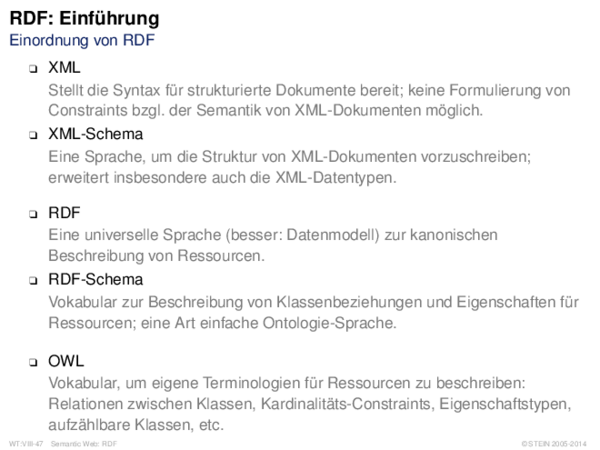 RDF: Einführung
Einordnung von RDF
❑ XML
Stellt die Syntax für strukturierte Dokumente bereit; keine Formulierung von
Constraints bzgl. der Semantik von XML-Dokumenten möglich.
❑ XML-Schema
Eine Sprache, um die Struktur von XML-Dokumenten vorzuschreiben;
erweitert insbesondere auch die XML-Datentypen.
❑ RDF
Eine universelle Sprache (besser: Datenmodell) zur kanonischen
Beschreibung von Ressourcen.
❑ RDF-Schema
Vokabular zur Beschreibung von Klassenbeziehungen und Eigenschaften für
Ressourcen; eine Art einfache Ontologie-Sprache.
❑ OWL
Vokabular, um eigene Terminologien für Ressourcen zu beschreiben:
Relationen zwischen Klassen, Kardinalitäts-Constraints, Eigenschaftstypen,
aufzählbare Klassen, etc.
WT:VIII-47 Semantic Web: RDF © STEIN 2005-2014